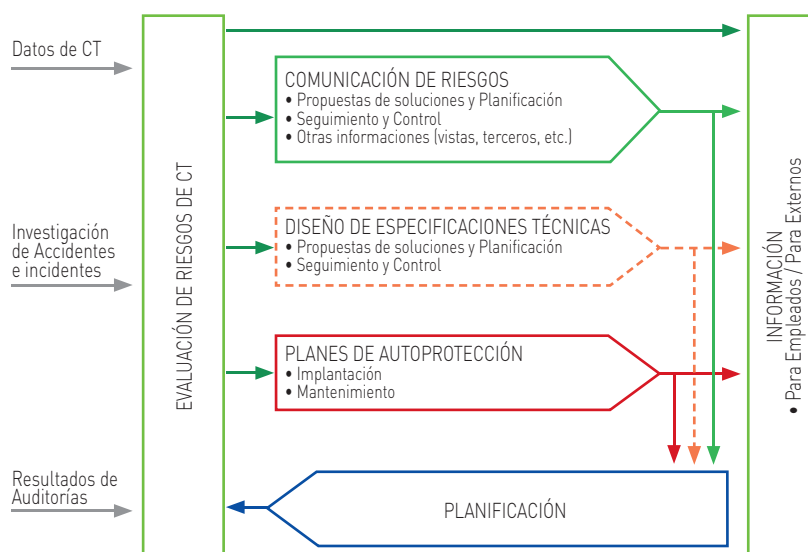 Datos de CT
Investigación
de Accidentes
e incidentes
Resultados de
Auditorías
EVALUACIÓN DE RIESGOS DE CT
COMUNICACIÓN DE RIESGOS
• Propuestas de soluciones y Planificación
• Seguimiento y Control
• Otras informaciones (vistas, terceros, etc.)
DISEÑO DE ESPECIFICACIONES TÉCNICAS
• Propuestas de soluciones y Planificación
• Seguimiento y Control
PLANES DE AUTOPROTECCIÓN
• Implantación
• Mantenimiento
PLANIFICACIÓN
INFORMACIÓN
• Para Empleados / Para Externos